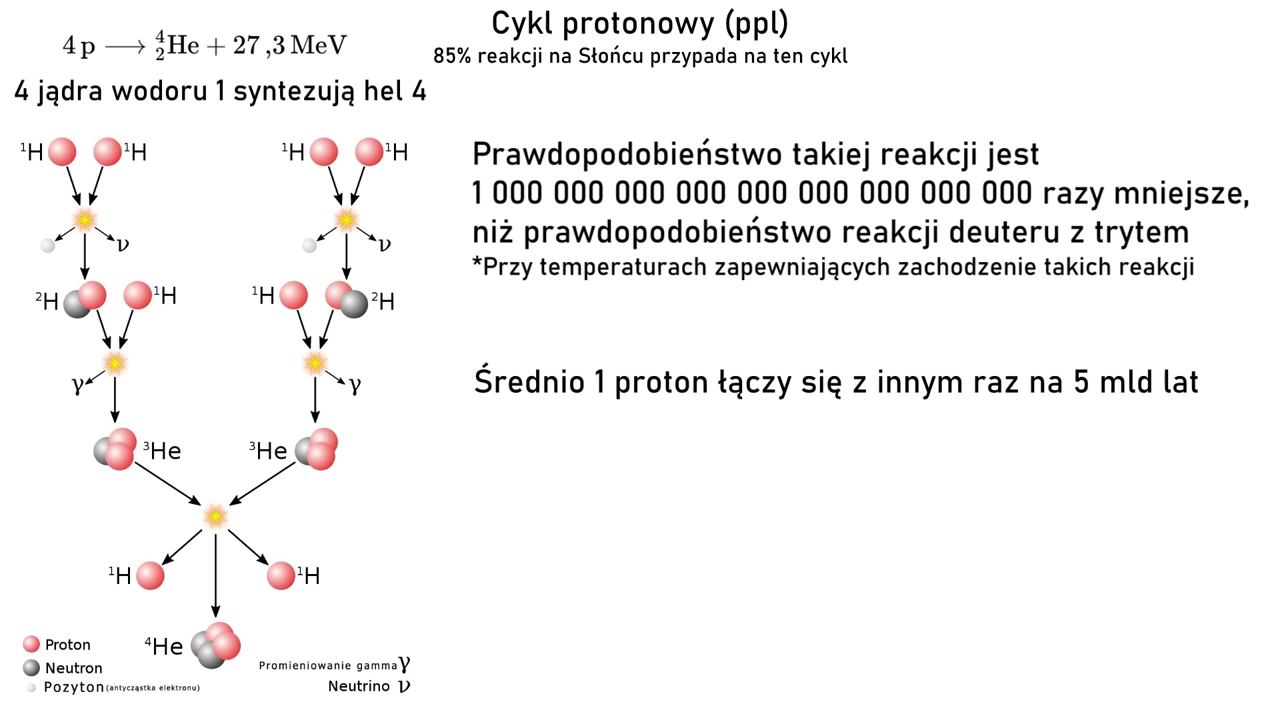 Cykl protonowy (ppl)
85% reakcji na Słońcu przypada na ten cykl
4 p ⟶ ⁴₂He + 27 ,3 MeV
4 jądra wodoru 1 syntezują hel 4
Prawdopodobieństwo takiej reakcji jest
1 000 000 000 000 000 000 000 000 000 razy mniejsze,
niż prawdopodobieństwo reakcji deuteru z trytem
*Przy temperaturach zapewniających zachodzenie takich reakcji
Średnio 1 proton łączy się z innym raz na 5 mld lat
¹H ¹H ¹H ¹H
ν ν
²H ¹H ¹H ²H
γ γ
³He ³He
¹H ¹H
⁴He
Proton
Neutron
Pozyton (antycząstka elektronu)
Promieniowanie gamma γ
Neutrino ν